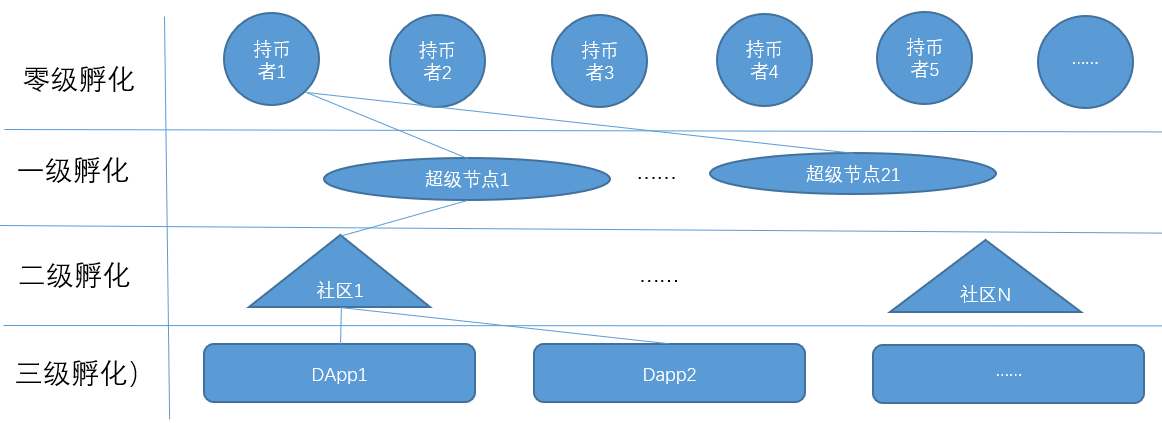 零级孵化
持币
者1
持币
者2
持币
者3
持币
者4
持币
者5
……
一级孵化
超级节点1
……
超级节点21
二级孵化
社区1
……
社区N
三级孵化）
DApp1
Dapp2
……